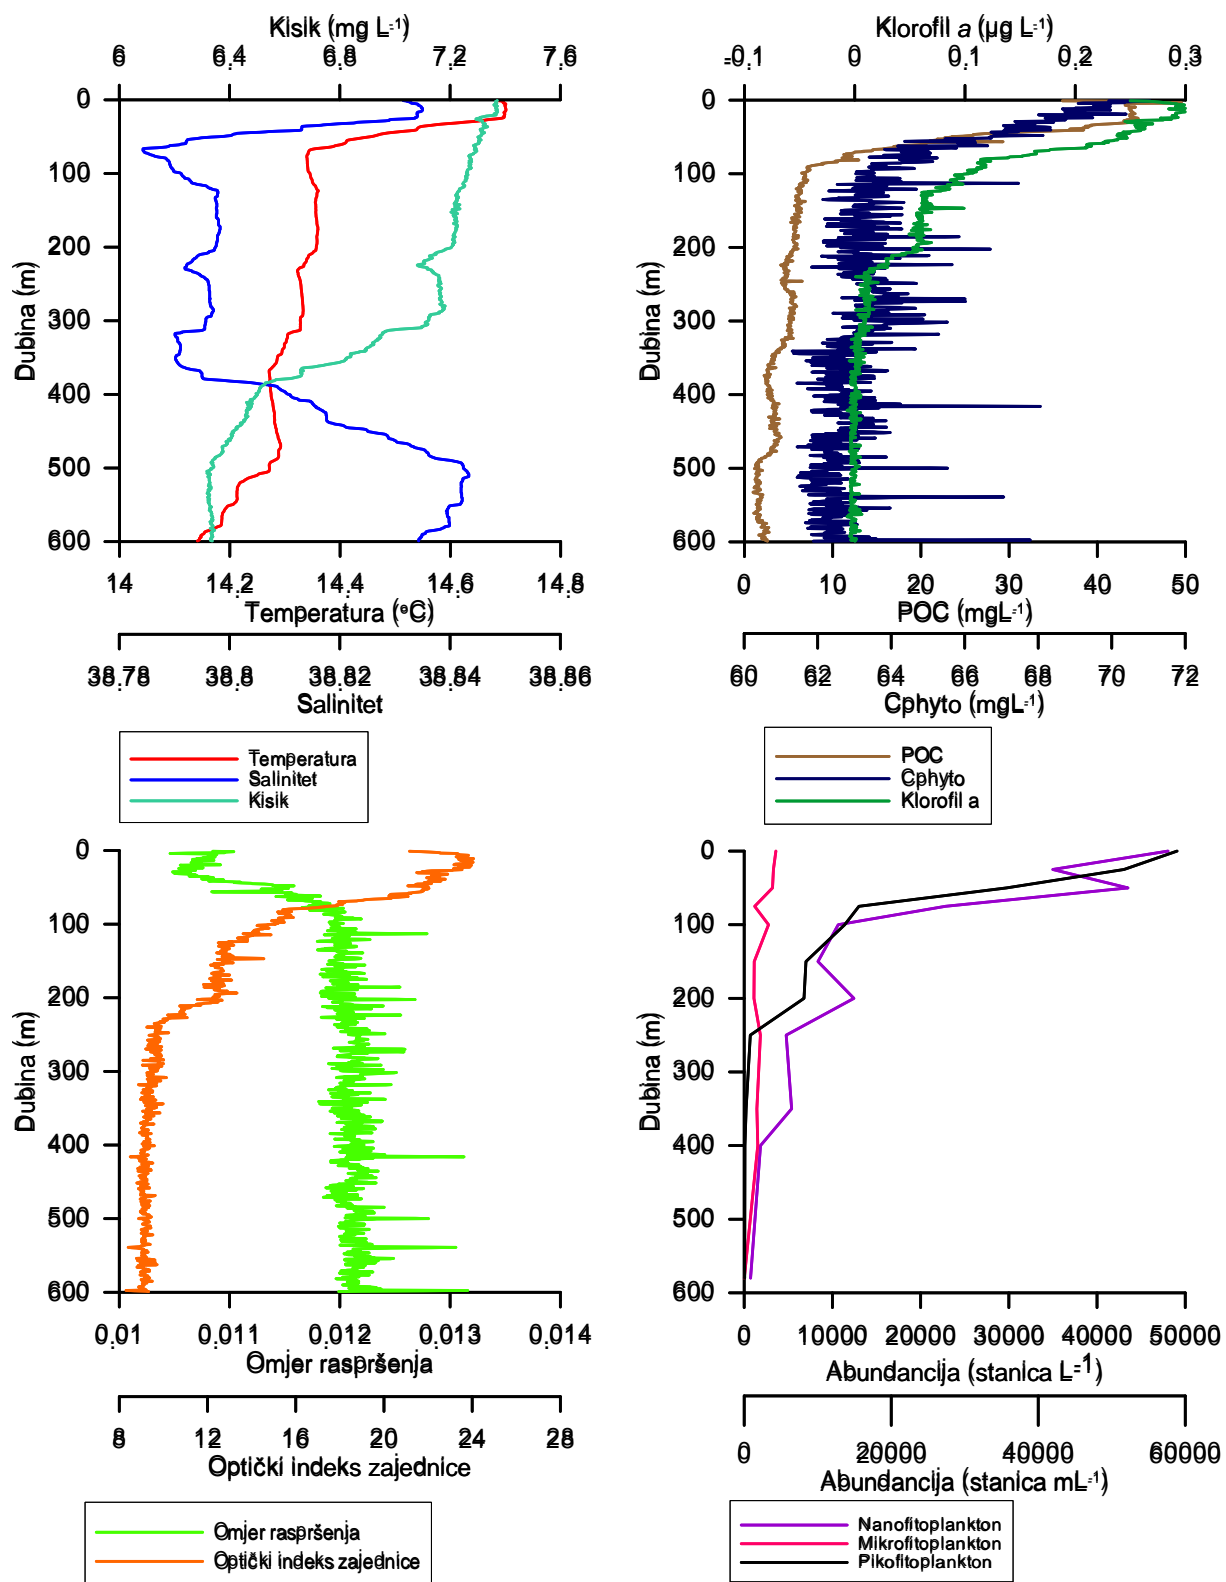 Kisik (mg L-1)
6 6.4 6.8 7.2 7.6
0
100
200
300
400
500
600
Dubina (m)
14 14.2 14.4 14.6 14.8
Temperatura (°C)
38.78 38.8 38.82 38.84 38.86
Salinitet
Temperatura
Salinitet
Kisik
Klorofil a (µg L-1)
-0.1 0 0.1 0.2 0.3
0
100
200
300
400
500
600
Dubina (m)
0 10 20 30 40 50
POC (mgL-1)
60 62 64 66 68 70 72
Cphyto (mgL-1)
POC
Cphyto
Klorofil a
0
100
200
300
400
500
600
Dubina (m)
0.01 0.011 0.012 0.013 0.014
Omjer raspršenja
8 12 16 20 24 28
Optički indeks zajednice
Omjer raspršenja
Optički indeks zajednice
0
100
200
300
400
500
600
Dubina (m)
0 10000 20000 30000 40000 50000
Abundancija (stanica L-1)
0 20000 40000 60000
Abundancija (stanica mL-1)
Nanofitoplankton
Mikrofitoplankton
Pikofitoplankton